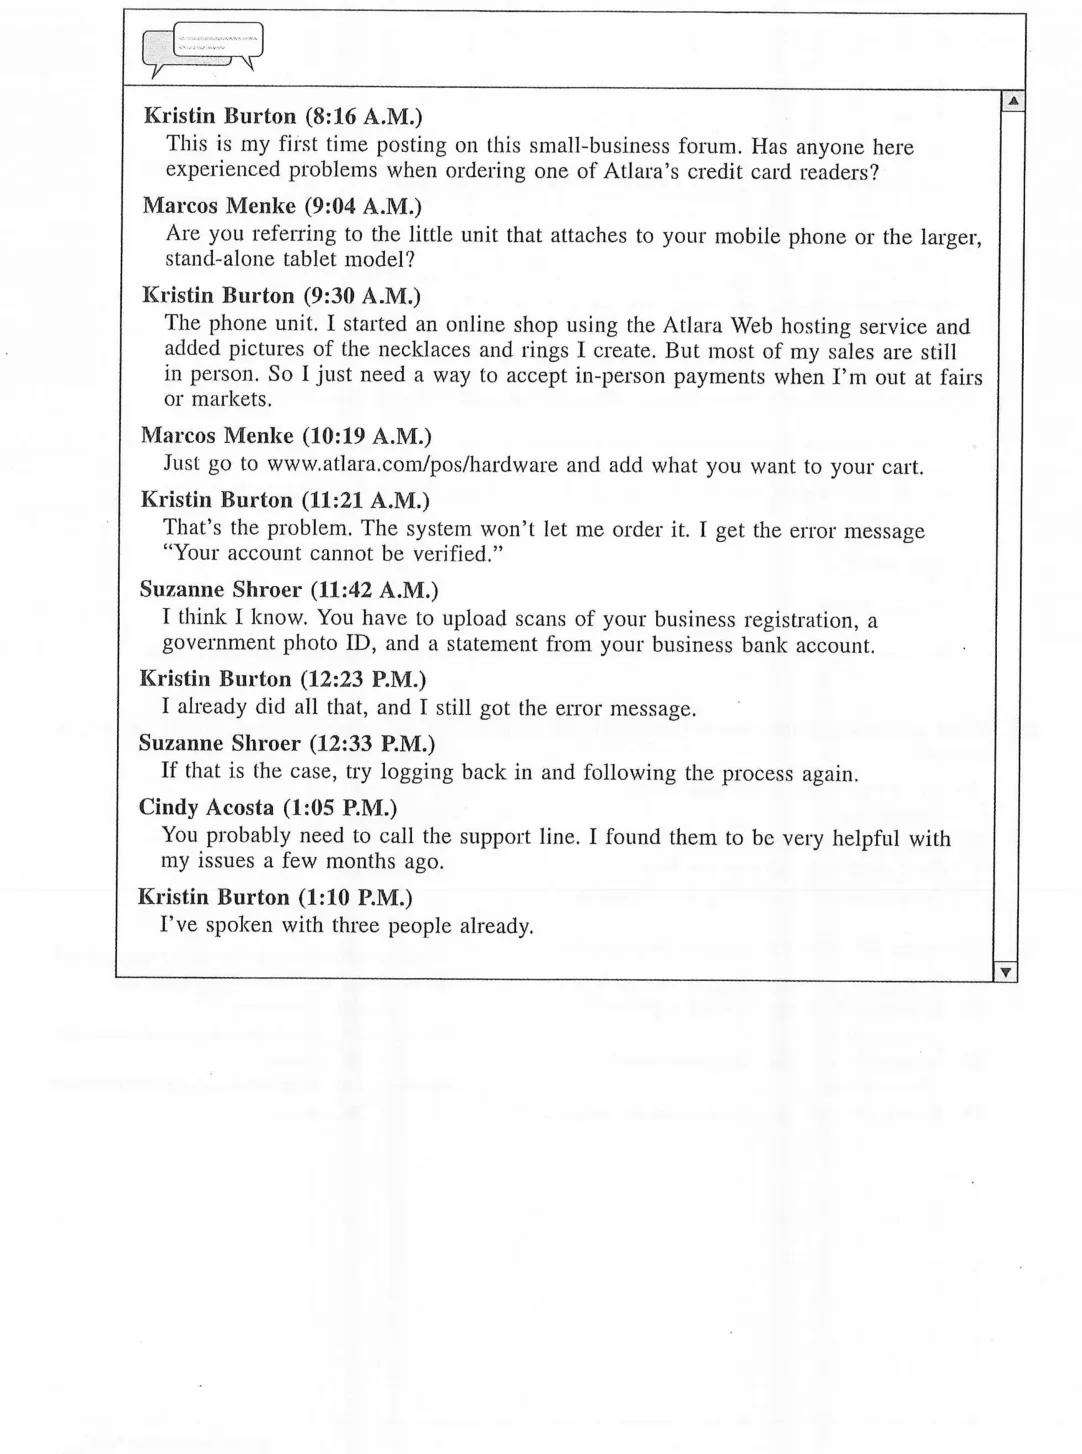 Kristin Burton (8:16 A.M.)
This is my first time posting on this small-business forum. Has anyone here
experienced problems when ordering one of Atlara's credit card readers?
Marcos Menke (9:04 A.M.)
Are you referring to the little unit that attaches to your mobile phone or the larger,
stand-alone tablet model?
Kristin Burton (9:30 A.M.)
The phone unit. I started an online shop using the Atlara Web hosting service and
added pictures of the necklaces and rings I create. But most of my sales are still
in person. So I just need a way to accept in-person payments when I'm out at fairs
or markets.
Marcos Menke (10:19 A.M.)
Just go to www.atlara.com/pos/hardware and add what you want to your cart.
Kristin Burton (11:21 A.M.)
That's the problem. The system won't let me order it. I get the error message
"Your account cannot be verified."
Suzanne Shroer (11:42 A.M.)
I think I know. You have to upload scans of your business registration, a
government photo ID, and a statement from your business bank account.
Kristin Burton (12:23 P.M.)
I already did all that, and I still got the error message.
Suzanne Shroer (12:33 P.M.)
If that is the case, try logging back in and following the process again.
Cindy Acosta (1:05 P.M.)
You probably need to call the support line. I found them to be very helpful with
my issues a few months ago.
Kristin Burton (1:10 P.M.)
I've spoken with three people already.